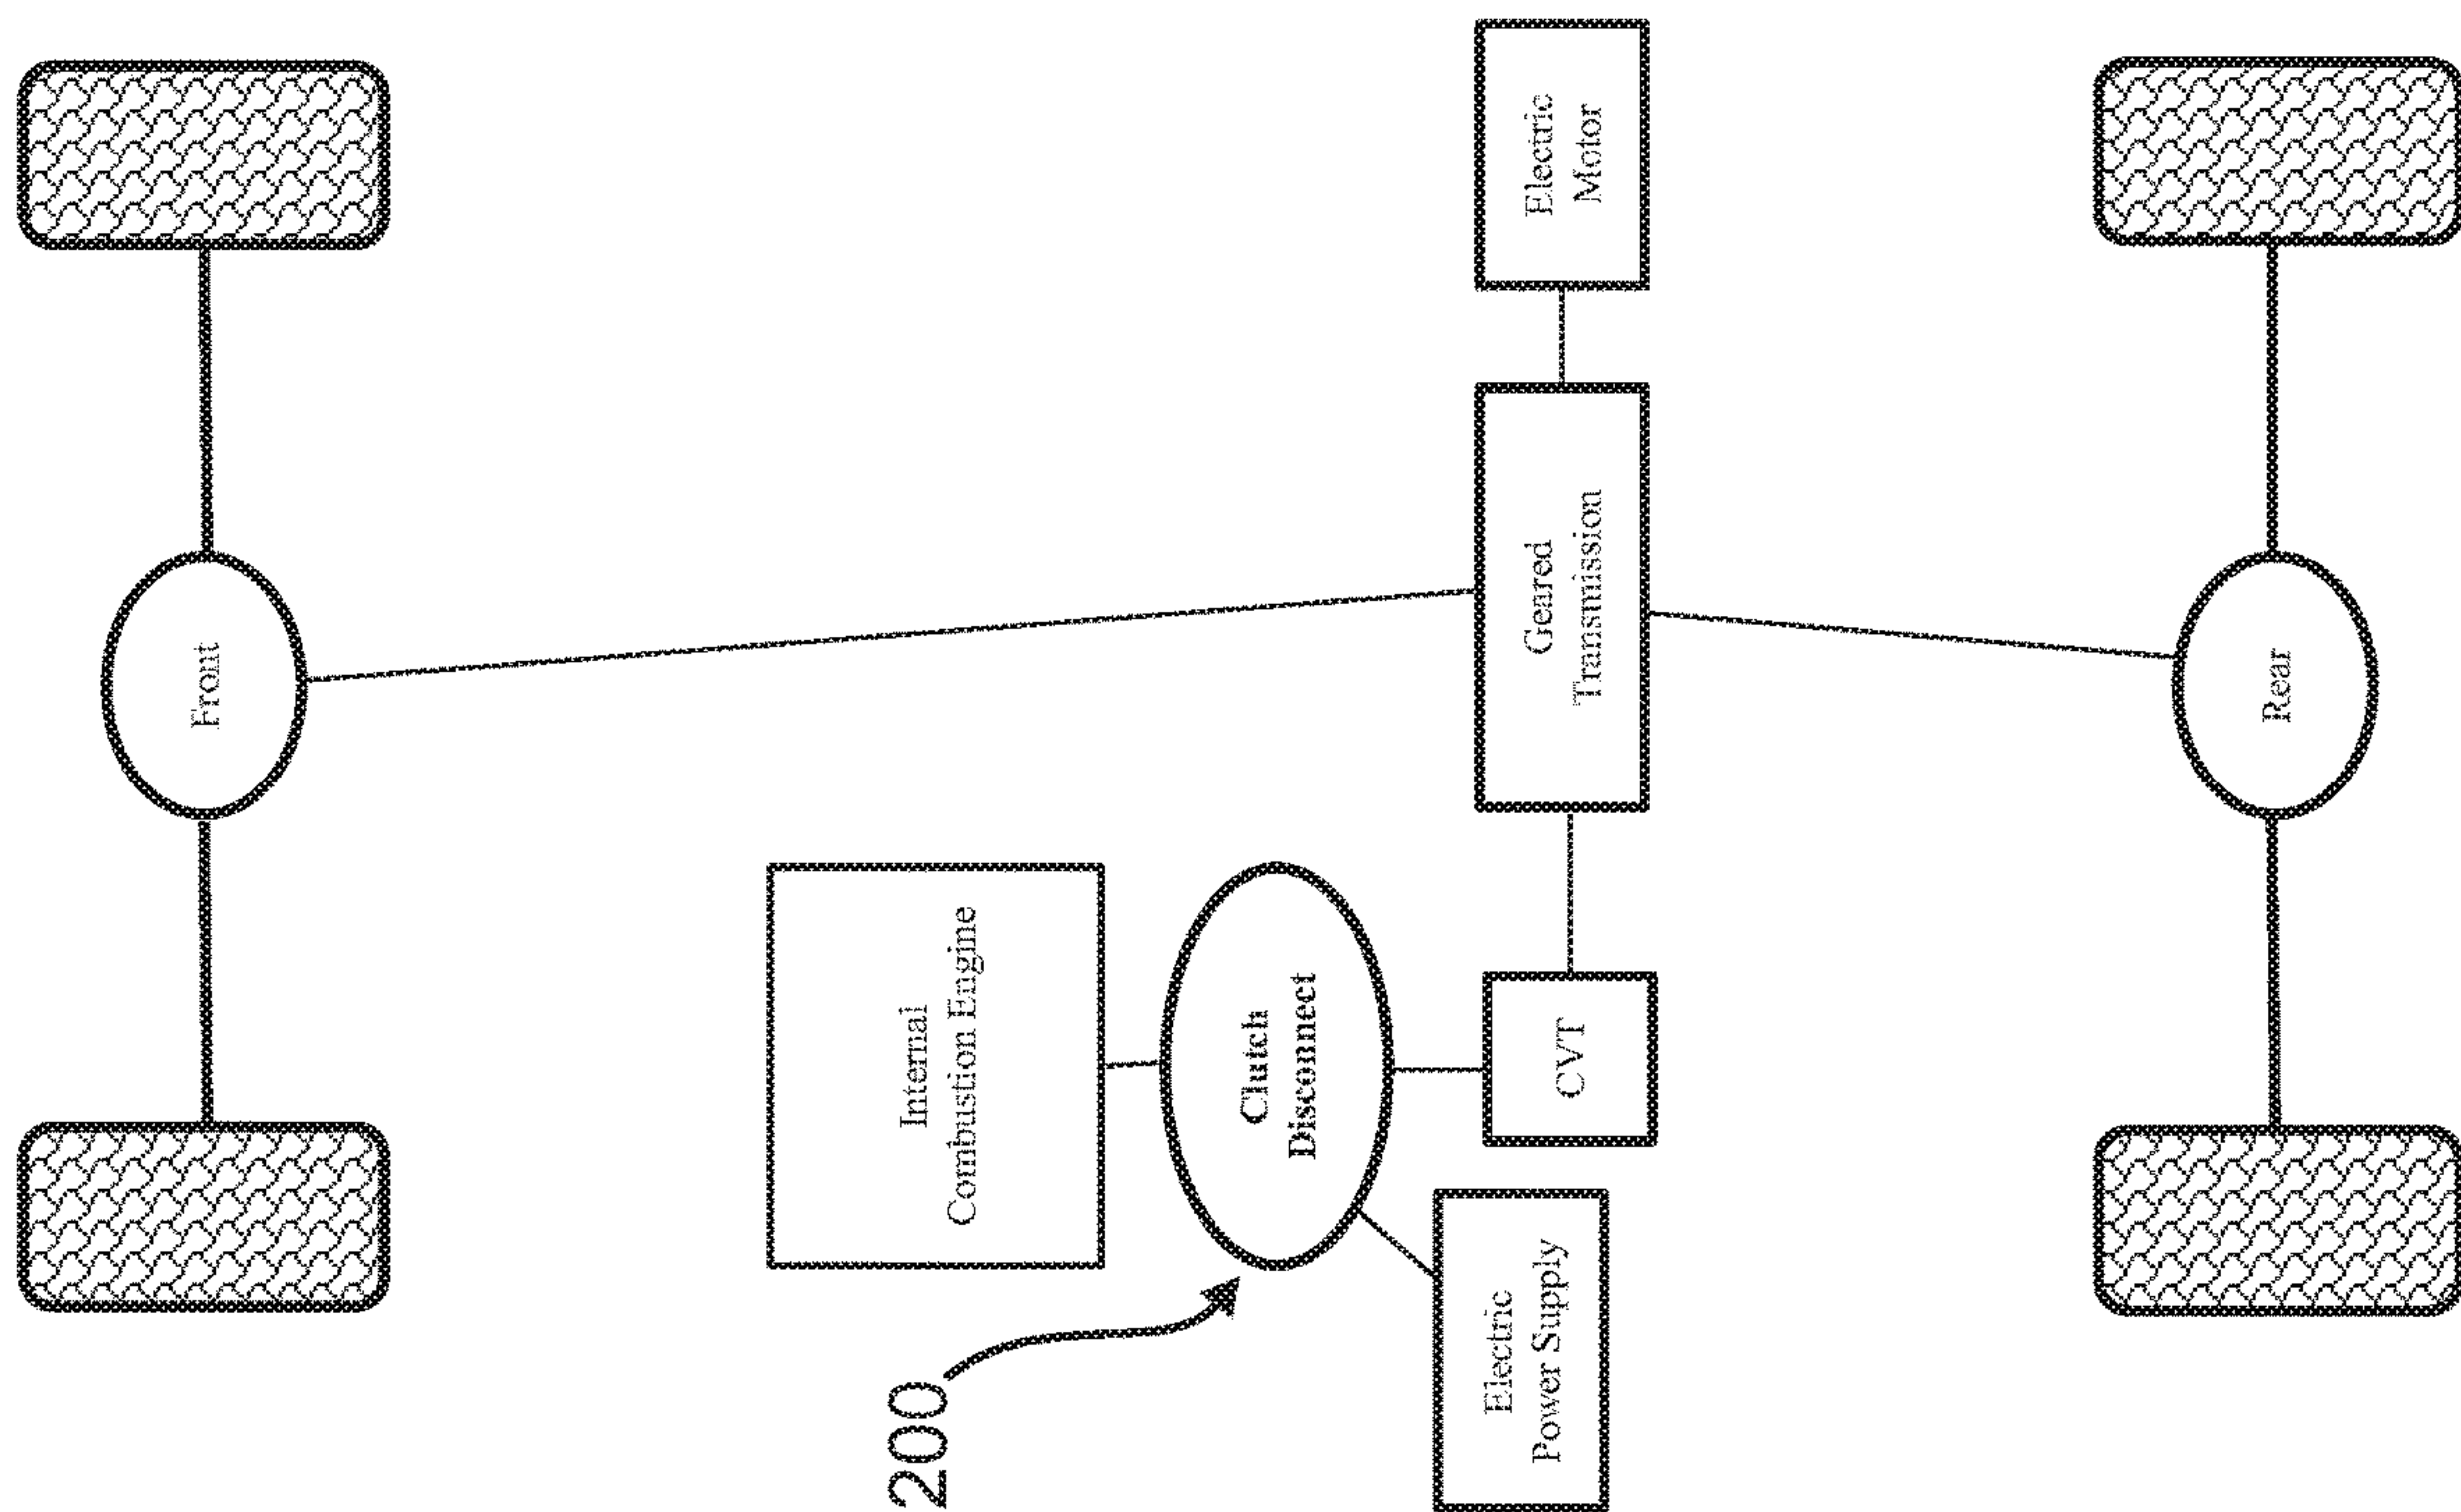 Front
Internal
Combustion Engine
200
Clutch
Disconnect
Electric
Power Supply
CVT
Geared
Transmission
Electric
Motor
Rear